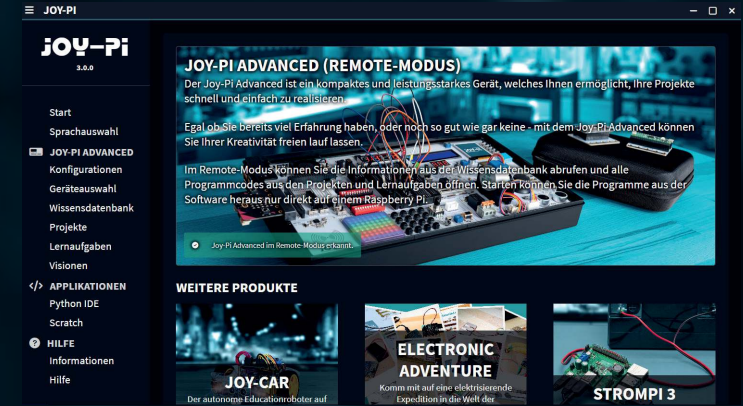 JOY-PI
JOY-Pi
3.0.0
Start
Sprachauswahl
JOY-PI ADVANCED
Konfigurationen
Geräteauswahl
Wissensdatenbank
Projekte
Lernaufgaben
Visionen
</> APPLIKATIONEN
Python IDE
Scratch
HILFE
Informationen
Hilfe
JOY-PI ADVANCED (REMOTE-MODUS)
Der Joy-Pi Advanced ist ein kompaktes und leistungsstarkes Gerät, welches Ihnen ermöglicht, Ihre Projekte
schnell und einfach zu realisieren.
Egal ob Sie bereits viel Erfahrung haben, oder noch so gut wie gar keine - mit dem Joy-Pi Advanced können
Sie Ihrer Kreativität freien lauf lassen.
Im Remote-Modus können Sie die Informationen aus der Wissensdatenbank abrufen und alle
Programmcodes aus den Projekten und Lernaufgaben öffnen. Starten können Sie die Programme aus der
Software heraus nur direkt auf einem Raspberry Pi.
Joy-Pi Advanced im Remote-Modus erkannt.
WEITERE PRODUKTE
JOY-CAR
Der autonome Educationroboter auf
ELECTRONIC
ADVENTURE
Komm mit auf eine elektrisierende
Expedition in die Welt der
STROMPI 3